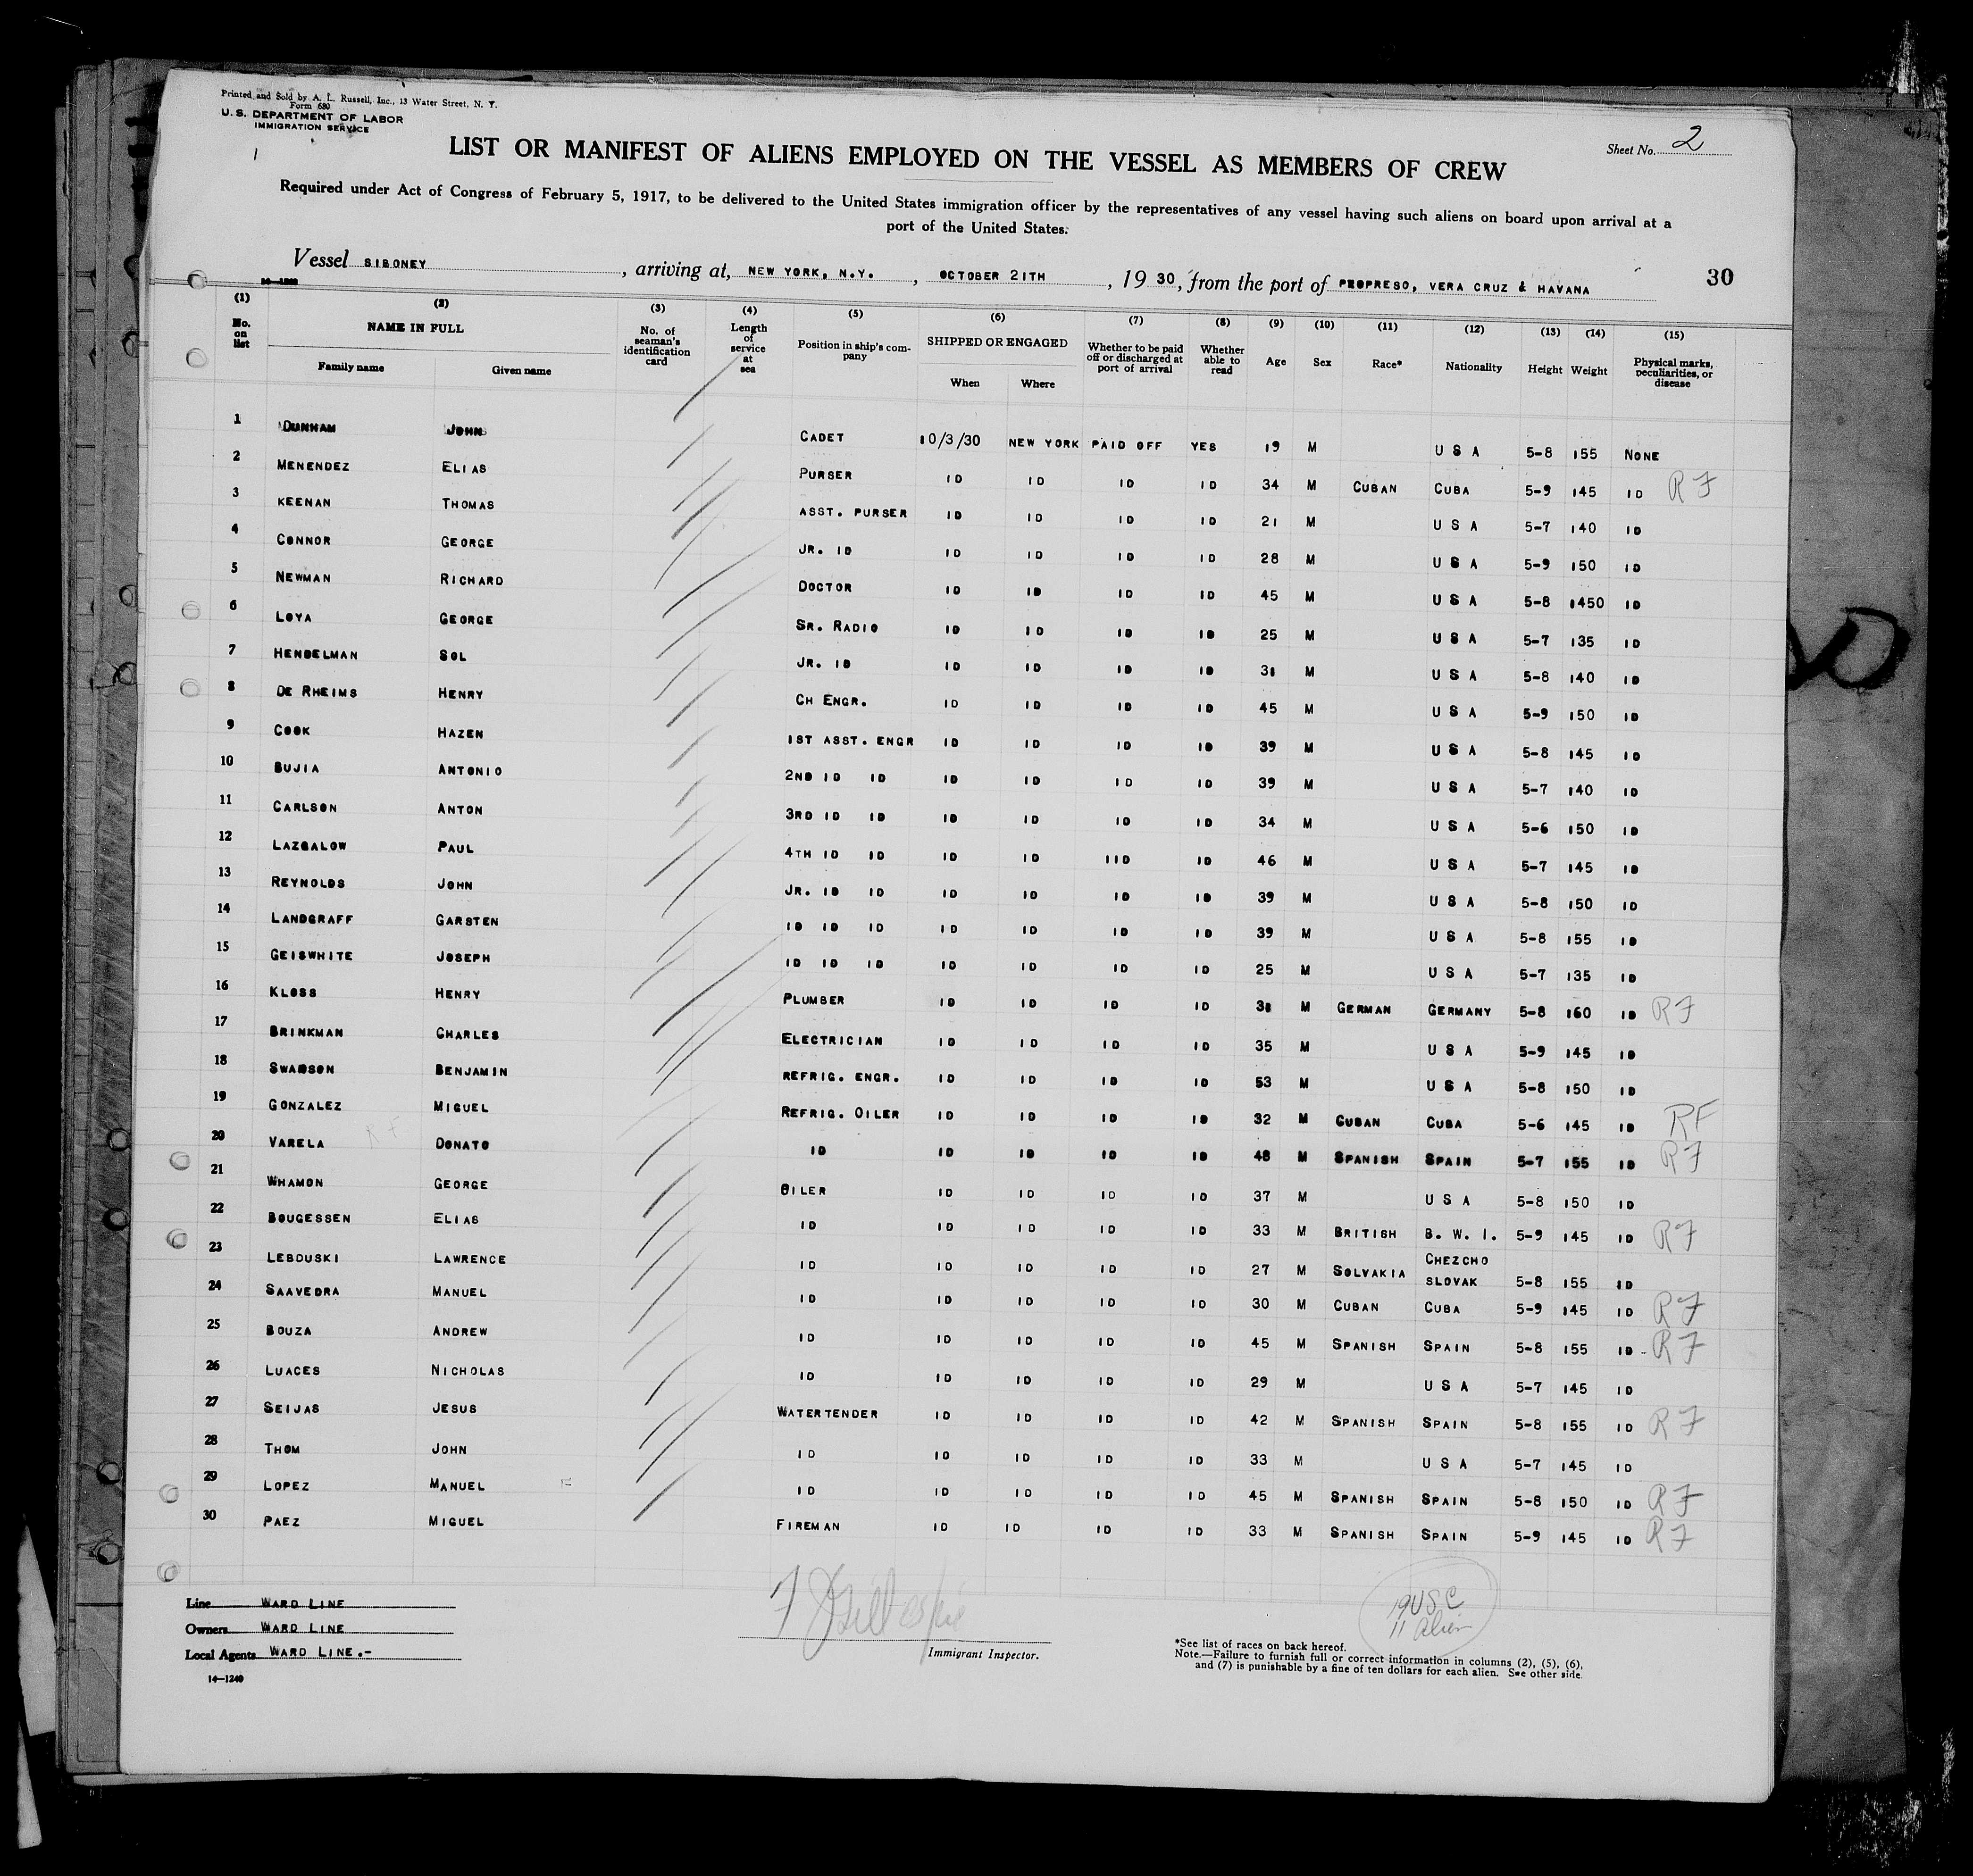 Printed and Sold by A. L. Russell, Inc., 13 Water Street, N. Y.
Form 680
U. S. DEPARTMENT OF LABOR
IMMIGRATION SERVICE
Sheet No. 2
LIST OR MANIFEST OF ALIENS EMPLOYED ON THE VESSEL AS MEMBERS OF CREW
Required under Act of Congress of February 5, 1917, to be delivered to the United States immigration officer by the representatives of any vessel having such aliens on board upon arrival at a
port of the United States.
Vessel SIBONEY, arriving at, NEW YORK, N.Y., OCTOBER 21TH, 19 30, from the port of PROPRESO, VERA CRUZ & HAVANA 30
(1) (2) (3) (4) (5) (6) (7) (8) (9) (10) (11) (12) (13) (14) (15)
No. on list NAME IN FULL Family name Given name No. of seaman's identification card Length of service at sea Position in ship's company SHIPPED OR ENGAGED When Where Whether to be paid off or discharged at port of arrival Whether able to read Age Sex Race* Nationality Height Weight Physical marks, peculiarities, or disease
1 DUNHAM JOHN CADET 10/3/30 NEW YORK PAID OFF YES 19 M U S A 5-8 155 NONE
2 MENENDEZ ELIAS PURSER ID ID ID ID 34 M CUBAN CUBA 5-9 145 ID RF
3 KEENAN THOMAS ASST. PURSER ID ID ID ID 21 M U S A 5-7 140 ID
4 CONNOR GEORGE JR. ID ID ID ID ID 28 M U S A 5-9 150 ID
5 NEWMAN RICHARD DOCTOR ID ID ID ID 45 M U S A 5-8 1450 ID
6 LOYA GEORGE SR. RADIO ID ID ID ID 25 M U S A 5-7 135 ID
7 HENDELMAN SOL JR. ID ID ID ID ID 31 M U S A 5-8 140 ID
8 DE RHEIMS HENRY CH ENGR. ID ID ID ID 45 M U S A 5-9 150 ID
9 COOK HAZEN 1ST ASST. ENGR ID ID ID ID 39 M U S A 5-8 145 ID
10 BUJIA ANTONIO 2ND ID ID ID ID ID ID 39 M U S A 5-7 140 ID
11 CARLSON ANTON 3RD ID ID ID ID ID ID 34 M U S A 5-6 150 ID
12 LAZGALOW PAUL 4TH ID ID ID ID IID ID 46 M U S A 5-7 145 ID
13 REYNOLDS JOHN JR. ID ID ID ID ID ID 39 M U S A 5-8 150 ID
14 LANDGRAFF GARSTEN ID ID ID ID ID ID ID 39 M U S A 5-8 155 ID
15 GEISWHITE JOSEPH ID ID ID ID ID ID ID 25 M U S A 5-7 135 ID
16 KLOSS HENRY PLUMBER ID ID ID ID 31 M GERMAN GERMANY 5-8 160 ID RF
17 BRINKMAN CHARLES ELECTRICIAN ID ID ID ID 35 M U S A 5-9 145 ID
18 SWANSON BENJAMIN REFRIG. ENGR. ID ID ID ID 53 M U S A 5-8 150 ID
19 GONZALEZ MIGUEL REFRIG. OILER ID ID ID ID 32 M CUBAN CUBA 5-6 145 ID RF
20 VARELA RF DONATO ID ID ID ID ID 48 M SPANISH SPAIN 5-7 155 ID RF
21 WHAMON GEORGE OILER ID ID ID ID 37 M U S A 5-8 150 ID
22 BOUGESSEN ELIAS ID ID ID ID ID 33 M BRITISH B. W. I. 5-9 145 ID RF
23 LEBDUSKI LAWRENCE ID ID ID ID ID 27 M SOLVAKIA CHEZCHO SLOVAK 5-8 155 ID
24 SAAVEDRA MANUEL ID ID ID ID ID 30 M CUBAN CUBA 5-9 145 ID RF
25 BOUZA ANDREW ID ID ID ID ID 45 M SPANISH SPAIN 5-8 155 ID - RF
26 LUACES NICHOLAS ID ID ID ID ID 29 M U S A 5-7 145 ID
27 SEIJAS JESUS WATERTENDER ID ID ID ID 42 M SPANISH SPAIN 5-8 155 ID RF
28 THOM JOHN ID ID ID ID ID 33 M U S A 5-7 145 ID
29 LOPEZ MANUEL ID ID ID ID ID 45 M SPANISH SPAIN 5-8 150 ID RF
30 PAEZ MIGUEL FIREMAN ID ID ID ID 33 M SPANISH SPAIN 5-9 145 ID RF
Line WARD LINE
Owners WARD LINE
Local Agents WARD LINE.-
14—1240
F J Gillespie
Immigrant Inspector.
19 USC
11 Alien
*See list of races on back hereof.
Note.—Failure to furnish full or correct information in columns (2), (5), (6),
and (7) is punishable by a fine of ten dollars for each alien. See other side.